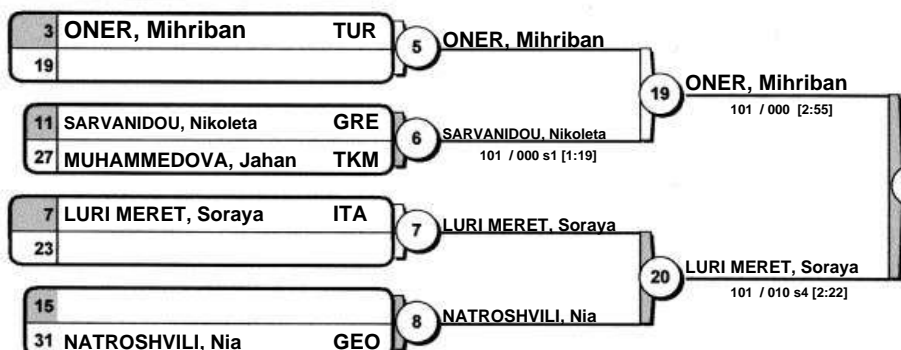 3 ONER, Mihriban TUR
19
5 ONER, Mihriban
11 SARVANIDOU, Nikoleta GRE
27 MUHAMMEDOVA, Jahan TKM
6 SARVANIDOU, Nikoleta
101 / 000 s1 [1:19]
19 ONER, Mihriban
101 / 000 [2:55]
7 LURI MERET, Soraya ITA
23
7 LURI MERET, Soraya
15
31 NATROSHVILI, Nia GEO
8 NATROSHVILI, Nia
20 LURI MERET, Soraya
101 / 010 s4 [2:22]